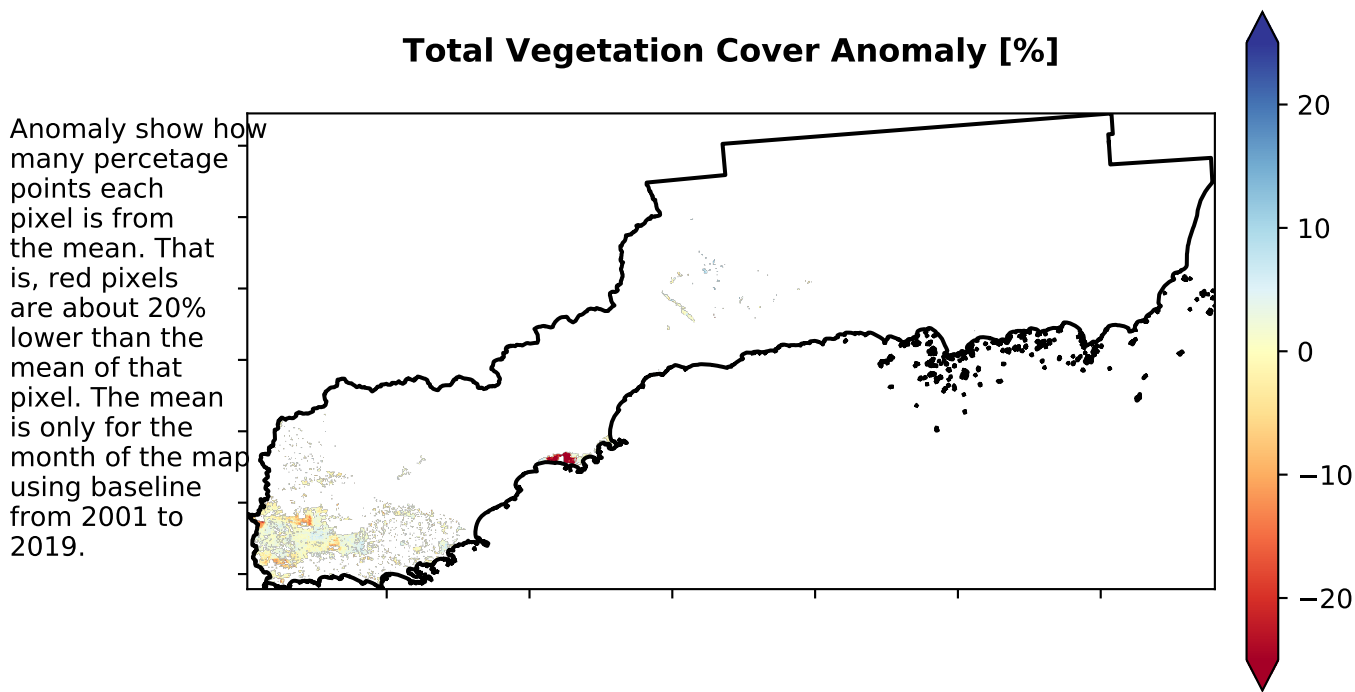 Total Vegetation Cover Anomaly [%]
Anomaly show how
many percetage
points each
pixel is from
the mean. That
is, red pixels
are about 20%
lower than the
mean of that
pixel. The mean
is only for the
month of the map
using baseline
from 2001 to
2019.
20
10
0
−10
−20